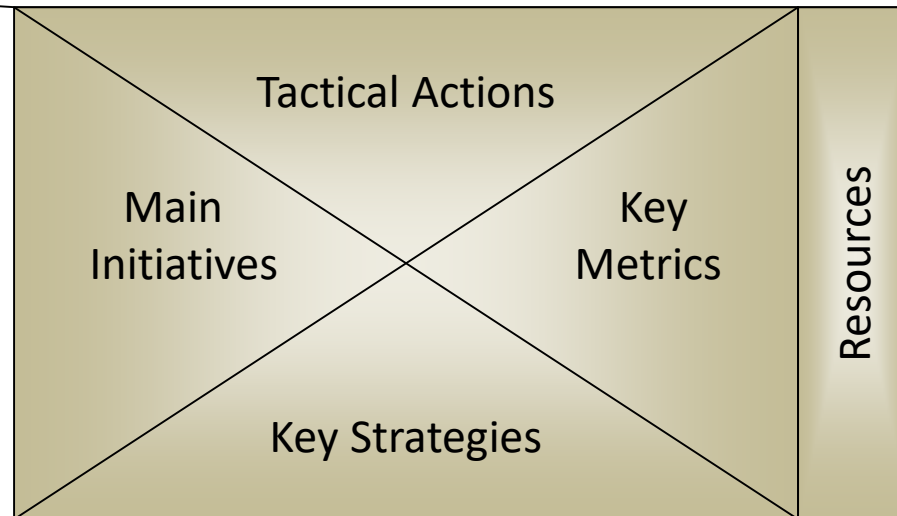 Tactical Actions
Main
Initiatives
Key
Metrics
Resources
Key Strategies